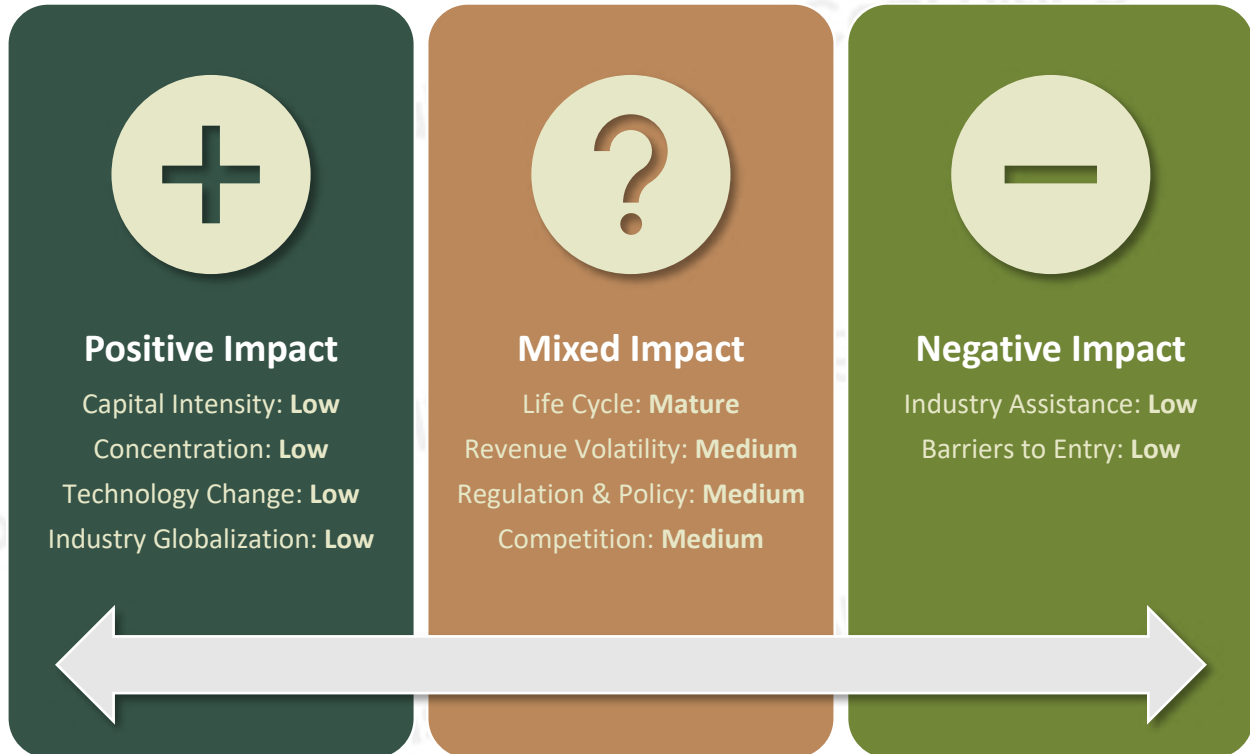 Positive Impact
Capital Intensity: Low
Concentration: Low
Technology Change: Low
Industry Globalization: Low
Mixed Impact
Life Cycle: Mature
Revenue Volatility: Medium
Regulation & Policy: Medium
Competition: Medium
Negative Impact
Industry Assistance: Low
Barriers to Entry: Low